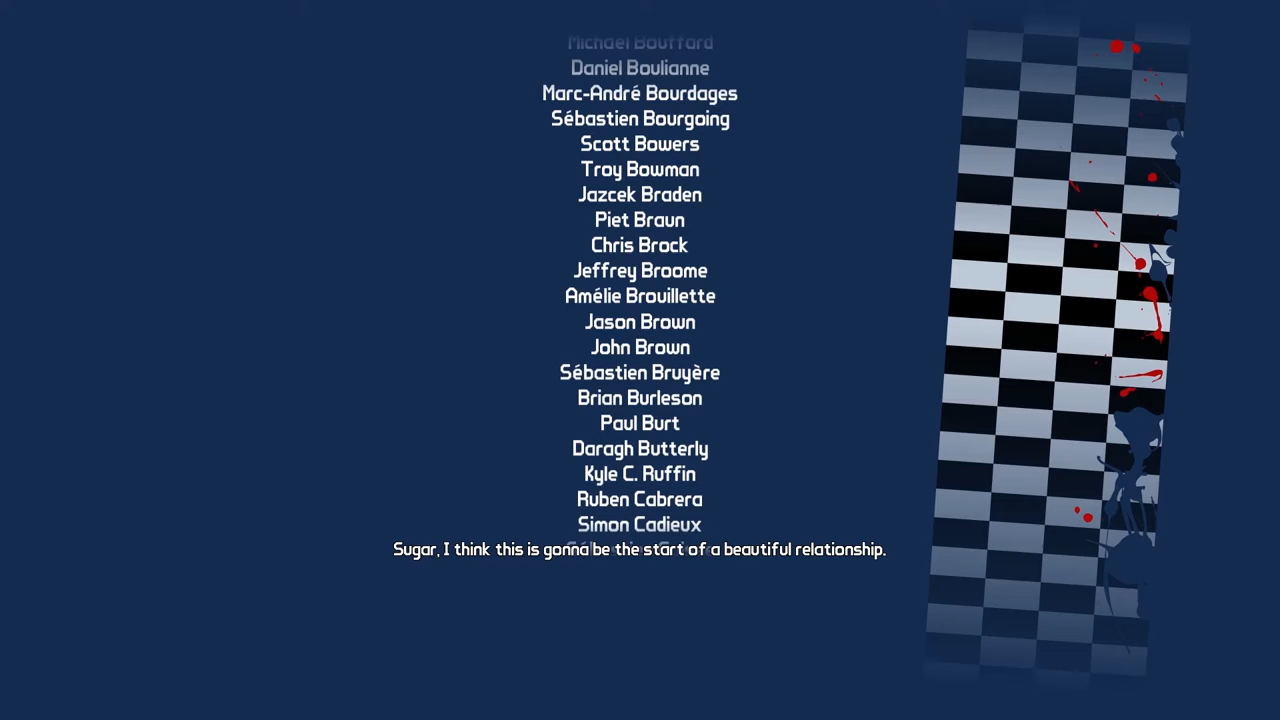 Michael Bouffard
Daniel Boulianne
Marc-André Bourdages
Sébastien Bourgoing
Scott Bowers
Troy Bowman
Jazcek Braden
Piet Braun
Chris Brock
Jeffrey Broome
Amélie Brouillette
Jason Brown
John Brown
Sébastien Bruyère
Brian Burleson
Paul Burt
Daragh Butterly
Kyle C. Ruffin
Ruben Cabrera
Simon Cadieux
Sugar, I think this is gonna be the start of a beautiful relationship.